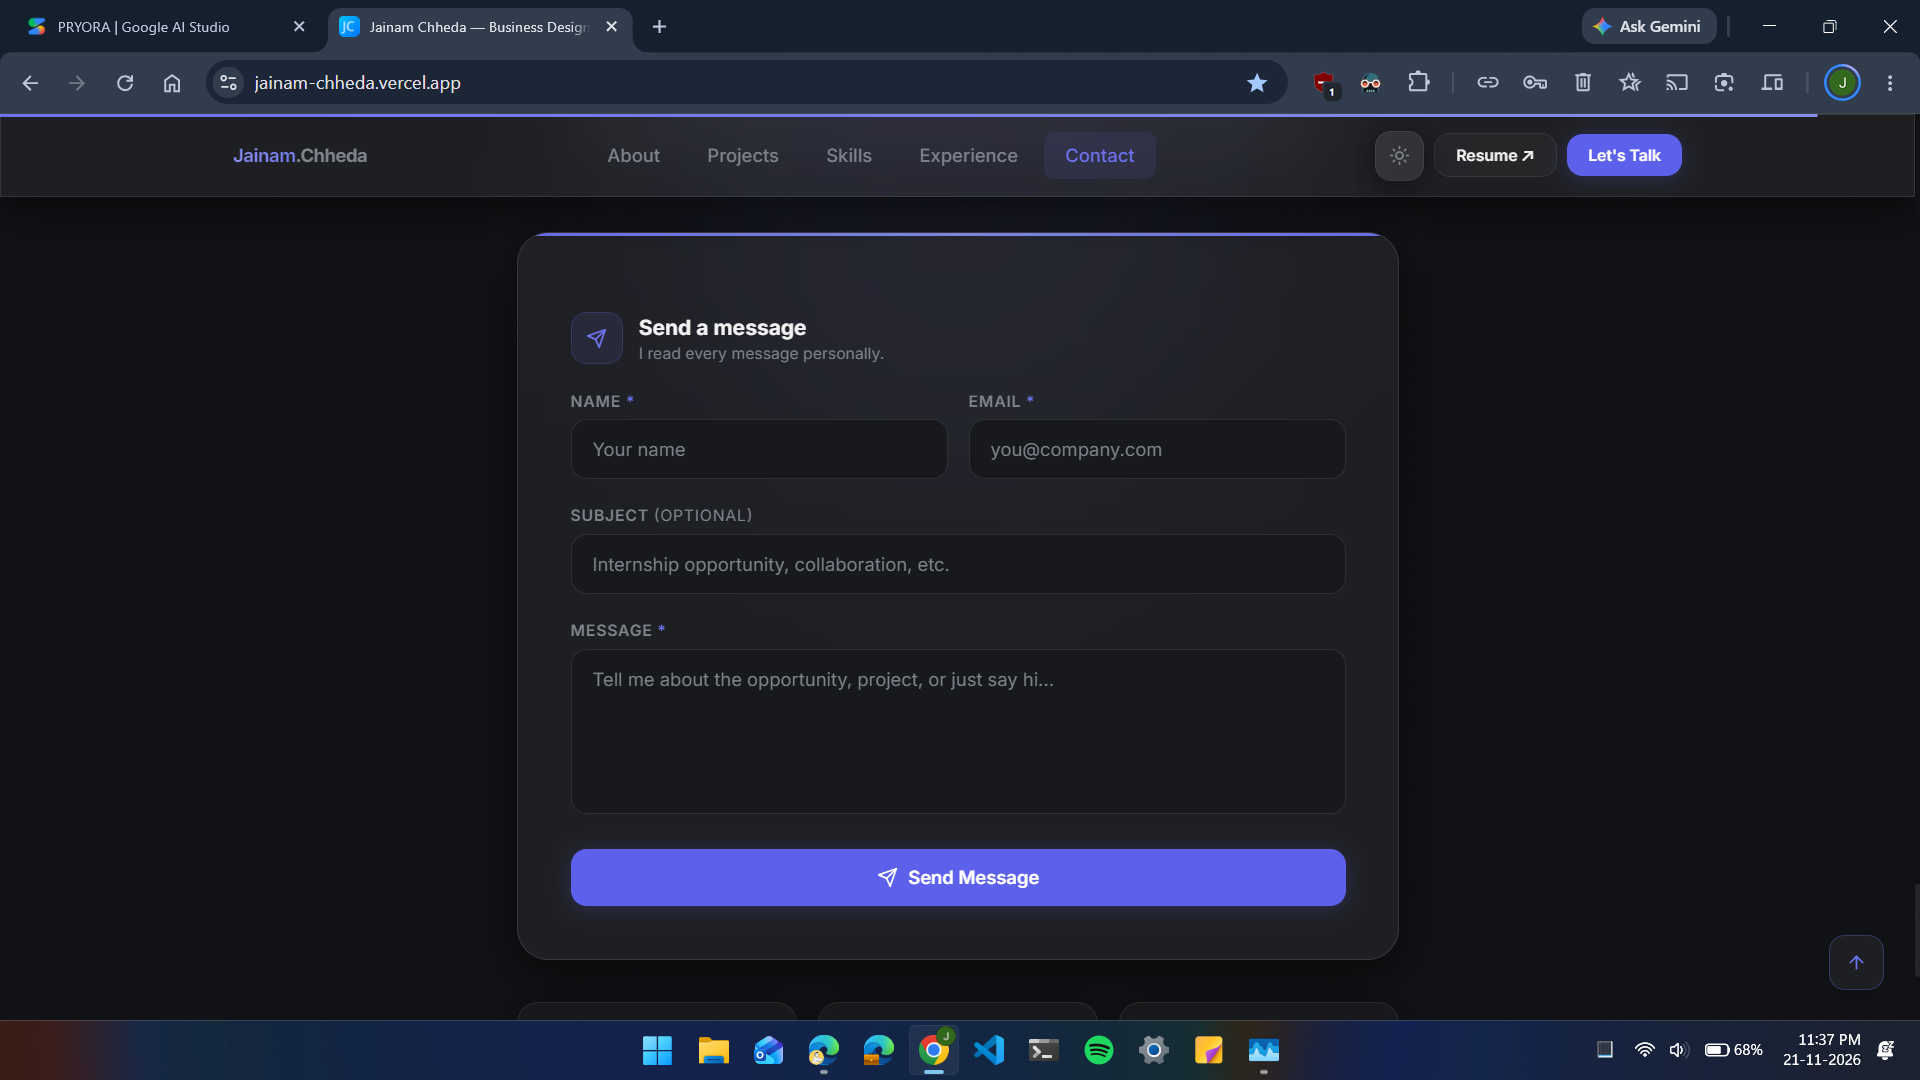 PRYORA | Google AI Studio
Jainam Chheda — Business Design
Ask Gemini
jainam-chheda.vercel.app
1
J
Jainam.Chheda
About
Projects
Skills
Experience
Contact
Resume ↗
Let's Talk
Send a message
I read every message personally.
NAME *
EMAIL *
Your name
you@company.com
SUBJECT (OPTIONAL)
Internship opportunity, collaboration, etc.
MESSAGE *
Tell me about the opportunity, project, or just say hi...
Send Message
68%
11:37 PM
21-11-2026